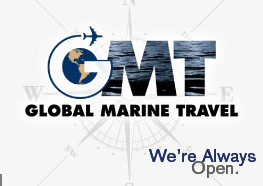 GMT
GLOBAL MARINE TRAVEL
We're Always
Open.
N
W
E